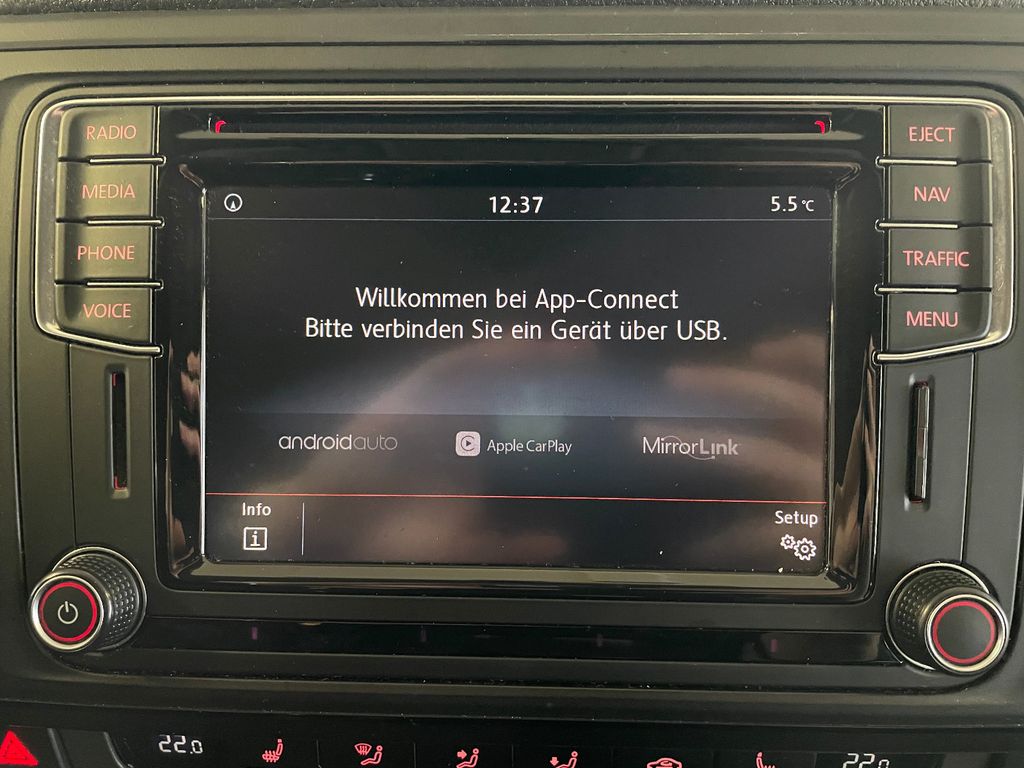 RADIO
MEDIA
PHONE
VOICE
EJECT
NAV
TRAFFIC
MENU
12:37
5.5 °C
Willkommen bei App-Connect
Bitte verbinden Sie ein Gerät über USB.
androidauto
Apple CarPlay
MirrorLink
Info
i
Setup
22.0
22.0